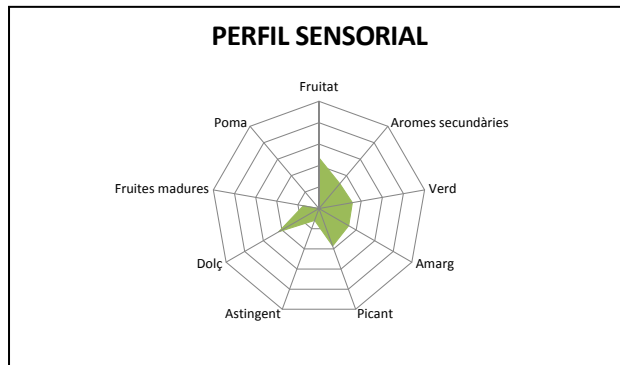 PERFIL SENSORIAL
Fruitat
Aromes secundàries
Verd
Amarg
Picant
Astingent
Dolç
Fruites madures
Poma